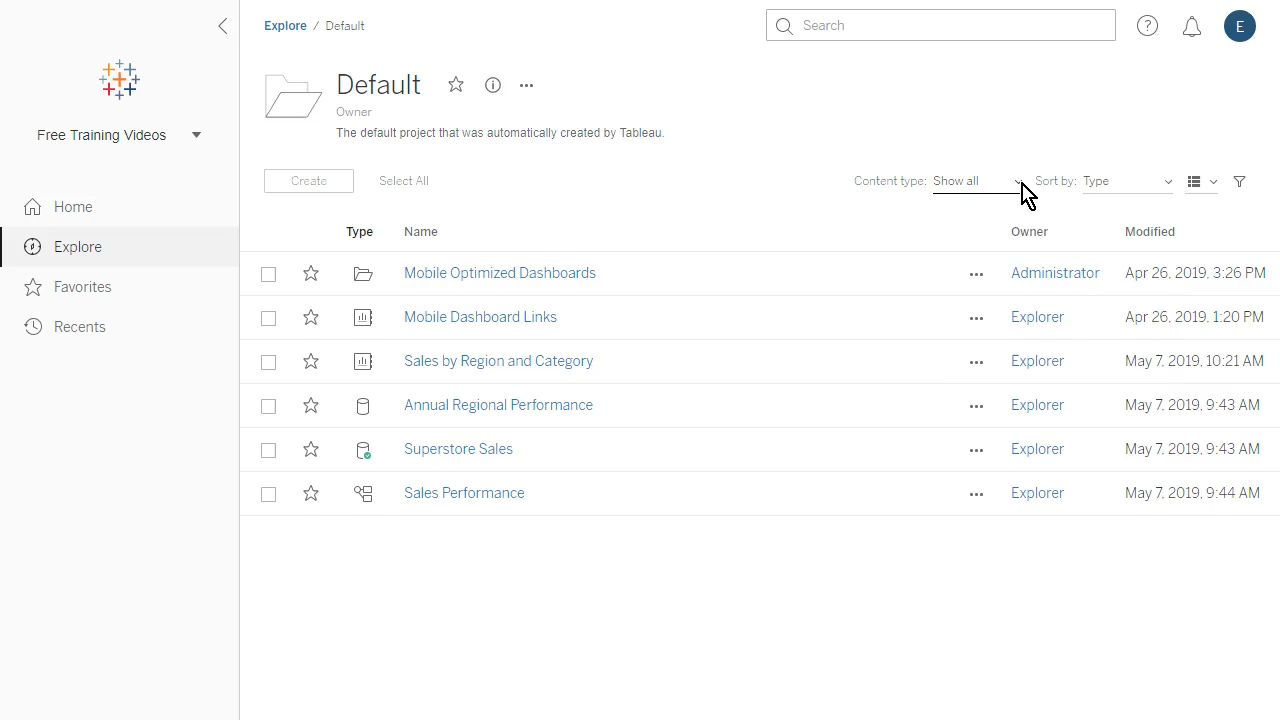 Explore / Default
Search
E
Default
Owner
The default project that was automatically created by Tableau.
Free Training Videos
Home
Explore
Favorites
Recents
Create Select All Content type: Show all Sort by: Type
Type Name Owner Modified
Mobile Optimized Dashboards Administrator Apr 26, 2019, 3:26 PM
Mobile Dashboard Links Explorer Apr 26, 2019, 1:20 PM
Sales by Region and Category Explorer May 7, 2019, 10:21 AM
Annual Regional Performance Explorer May 7, 2019, 9:43 AM
Superstore Sales Explorer May 7, 2019, 9:43 AM
Sales Performance Explorer May 7, 2019, 9:44 AM